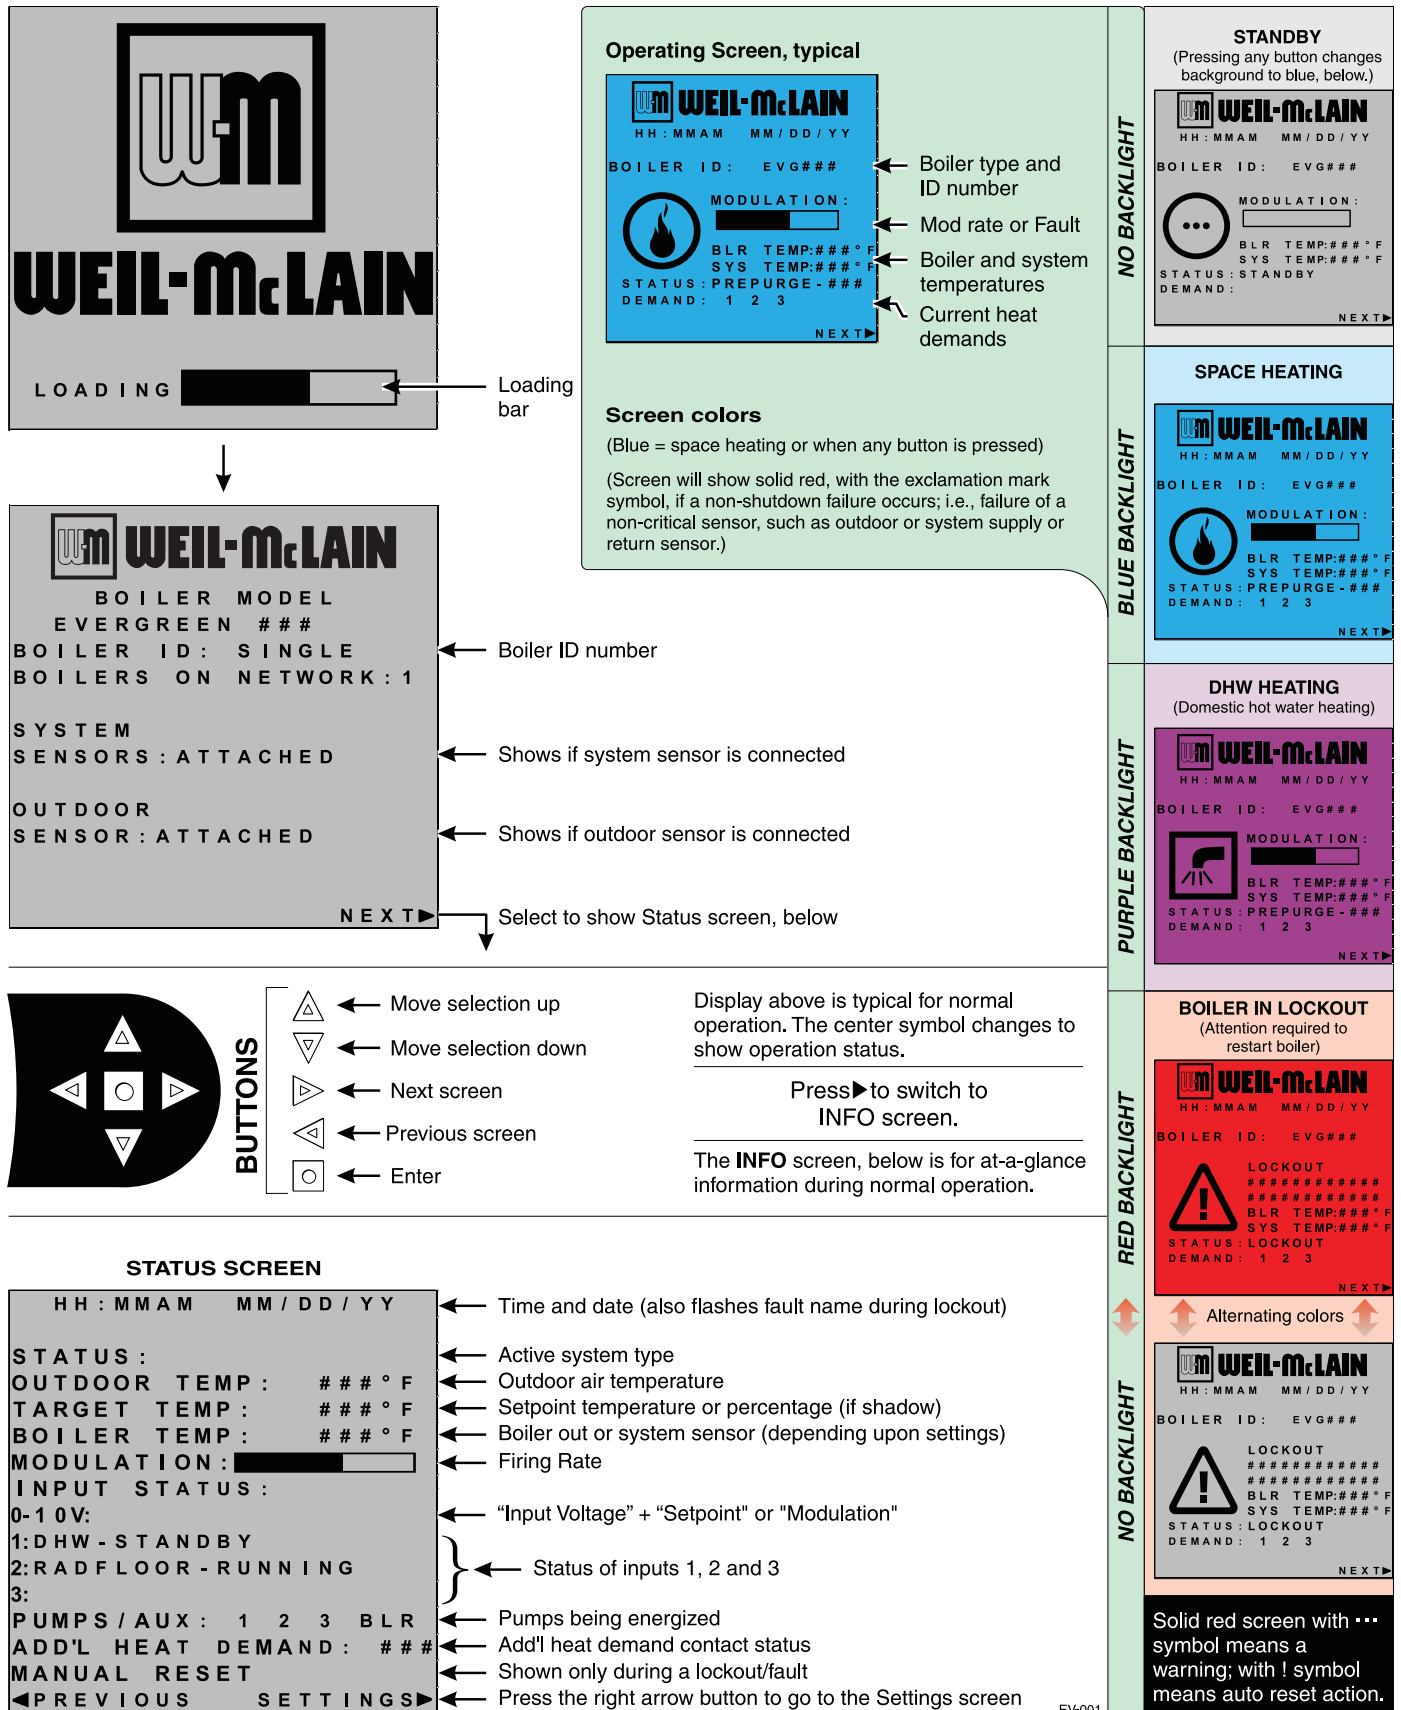 WM
WEIL-McLAIN
LOADING
Loading
bar
WM WEIL-McLAIN
BOILER MODEL
EVERGREEN ###
BOILER ID: SINGLE
Boiler ID number
BOILERS ON NETWORK:1
SYSTEM
SENSORS:ATTACHED
Shows if system sensor is connected
OUTDOOR
SENSOR:ATTACHED
Shows if outdoor sensor is connected
NEXT▶
Select to show Status screen, below
Operating Screen, typical
WM WEIL-McLAIN
HH:MMAM MM/DD/YY
BOILER ID: EVG###
MODULATION:
BLR TEMP:###°F
SYS TEMP:###°F
STATUS:PREPURGE-###
DEMAND: 1 2 3
NEXT▶
Boiler type and
ID number
Mod rate or Fault
Boiler and system
temperatures
Current heat
demands
Screen colors
(Blue = space heating or when any button is pressed)
(Screen will show solid red, with the exclamation mark
symbol, if a non-shutdown failure occurs; i.e., failure of a
non-critical sensor, such as outdoor or system supply or
return sensor.)
BUTTONS
Move selection up
Move selection down
Next screen
Previous screen
Enter
Display above is typical for normal
operation. The center symbol changes to
show operation status.
Press▶to switch to
INFO screen.
The INFO screen, below is for at-a-glance
information during normal operation.
STATUS SCREEN
HH:MMAM MM/DD/YY
Time and date (also flashes fault name during lockout)
STATUS:
Active system type
OUTDOOR TEMP: ###°F
Outdoor air temperature
TARGET TEMP: ###°F
Setpoint temperature or percentage (if shadow)
BOILER TEMP: ###°F
Boiler out or system sensor (depending upon settings)
MODULATION:
Firing Rate
INPUT STATUS:
0-10V:
“Input Voltage” + “Setpoint" or "Modulation"
1:DHW-STANDBY
2:RADFLOOR-RUNNING
3:
Status of inputs 1, 2 and 3
PUMPS/AUX: 1 2 3 BLR
Pumps being energized
ADD'L HEAT DEMAND: ###
Add'l heat demand contact status
MANUAL RESET
Shown only during a lockout/fault
◀PREVIOUS SETTINGS▶
Press the right arrow button to go to the Settings screen
EV-001
NO BACKLIGHT
STANDBY
(Pressing any button changes
background to blue, below.)
WM WEIL-McLAIN
HH:MMAM MM/DD/YY
BOILER ID: EVG###
MODULATION:
BLR TEMP:###°F
SYS TEMP:###°F
STATUS:STANDBY
DEMAND:
NEXT▶
BLUE BACKLIGHT
SPACE HEATING
WM WEIL-McLAIN
HH:MMAM MM/DD/YY
BOILER ID: EVG###
MODULATION:
BLR TEMP:###°F
SYS TEMP:###°F
STATUS:PREPURGE-###
DEMAND: 1 2 3
NEXT▶
PURPLE BACKLIGHT
DHW HEATING
(Domestic hot water heating)
WM WEIL-McLAIN
HH:MMAM MM/DD/YY
BOILER ID: EVG###
MODULATION:
BLR TEMP:###°F
SYS TEMP:###°F
STATUS:PREPURGE-###
DEMAND: 1 2 3
NEXT▶
RED BACKLIGHT
BOILER IN LOCKOUT
(Attention required to
restart boiler)
WM WEIL-McLAIN
HH:MMAM MM/DD/YY
BOILER ID: EVG###
LOCKOUT
############
############
BLR TEMP:###°F
SYS TEMP:###°F
STATUS:LOCKOUT
DEMAND: 1 2 3
NEXT▶
Alternating colors
NO BACKLIGHT
WM WEIL-McLAIN
HH:MMAM MM/DD/YY
BOILER ID: EVG###
LOCKOUT
############
############
BLR TEMP:###°F
SYS TEMP:###°F
STATUS:LOCKOUT
DEMAND: 1 2 3
NEXT▶
Solid red screen with •••
symbol means a
warning; with ! symbol
means auto reset action.